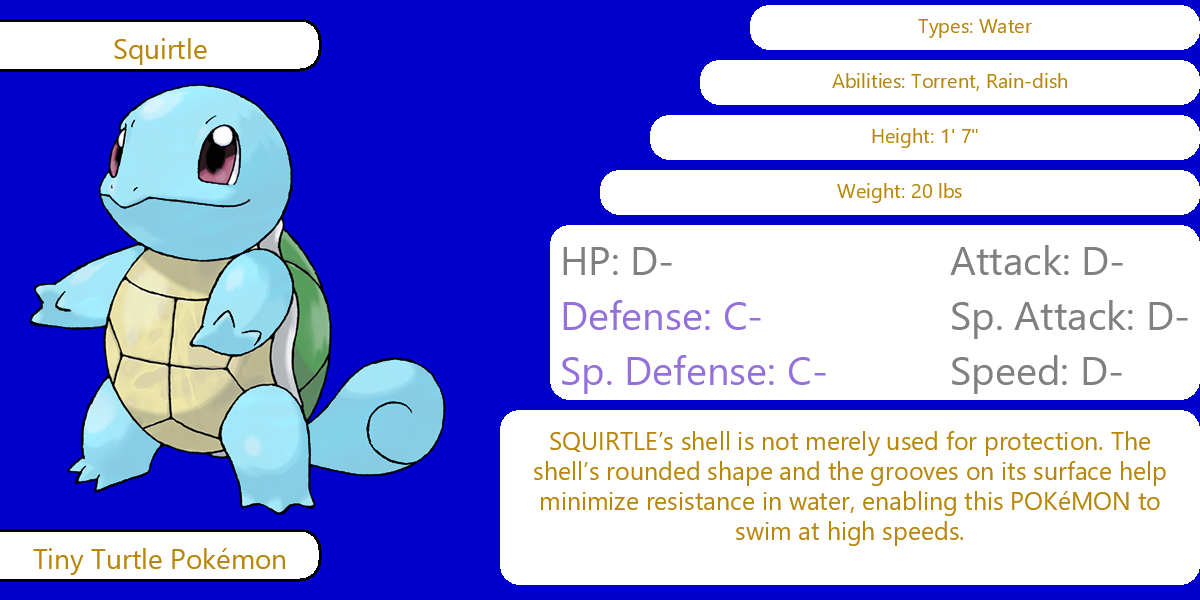 Squirtle
Types: Water
Abilities: Torrent, Rain-dish
Height: 1' 7"
Weight: 20 lbs
HP: D-
Attack: D-
Defense: C-
Sp. Attack: D-
Sp. Defense: C-
Speed: D-
SQUIRTLE’s shell is not merely used for protection. The
shell’s rounded shape and the grooves on its surface help
minimize resistance in water, enabling this POKéMON to
swim at high speeds.
Tiny Turtle Pokémon